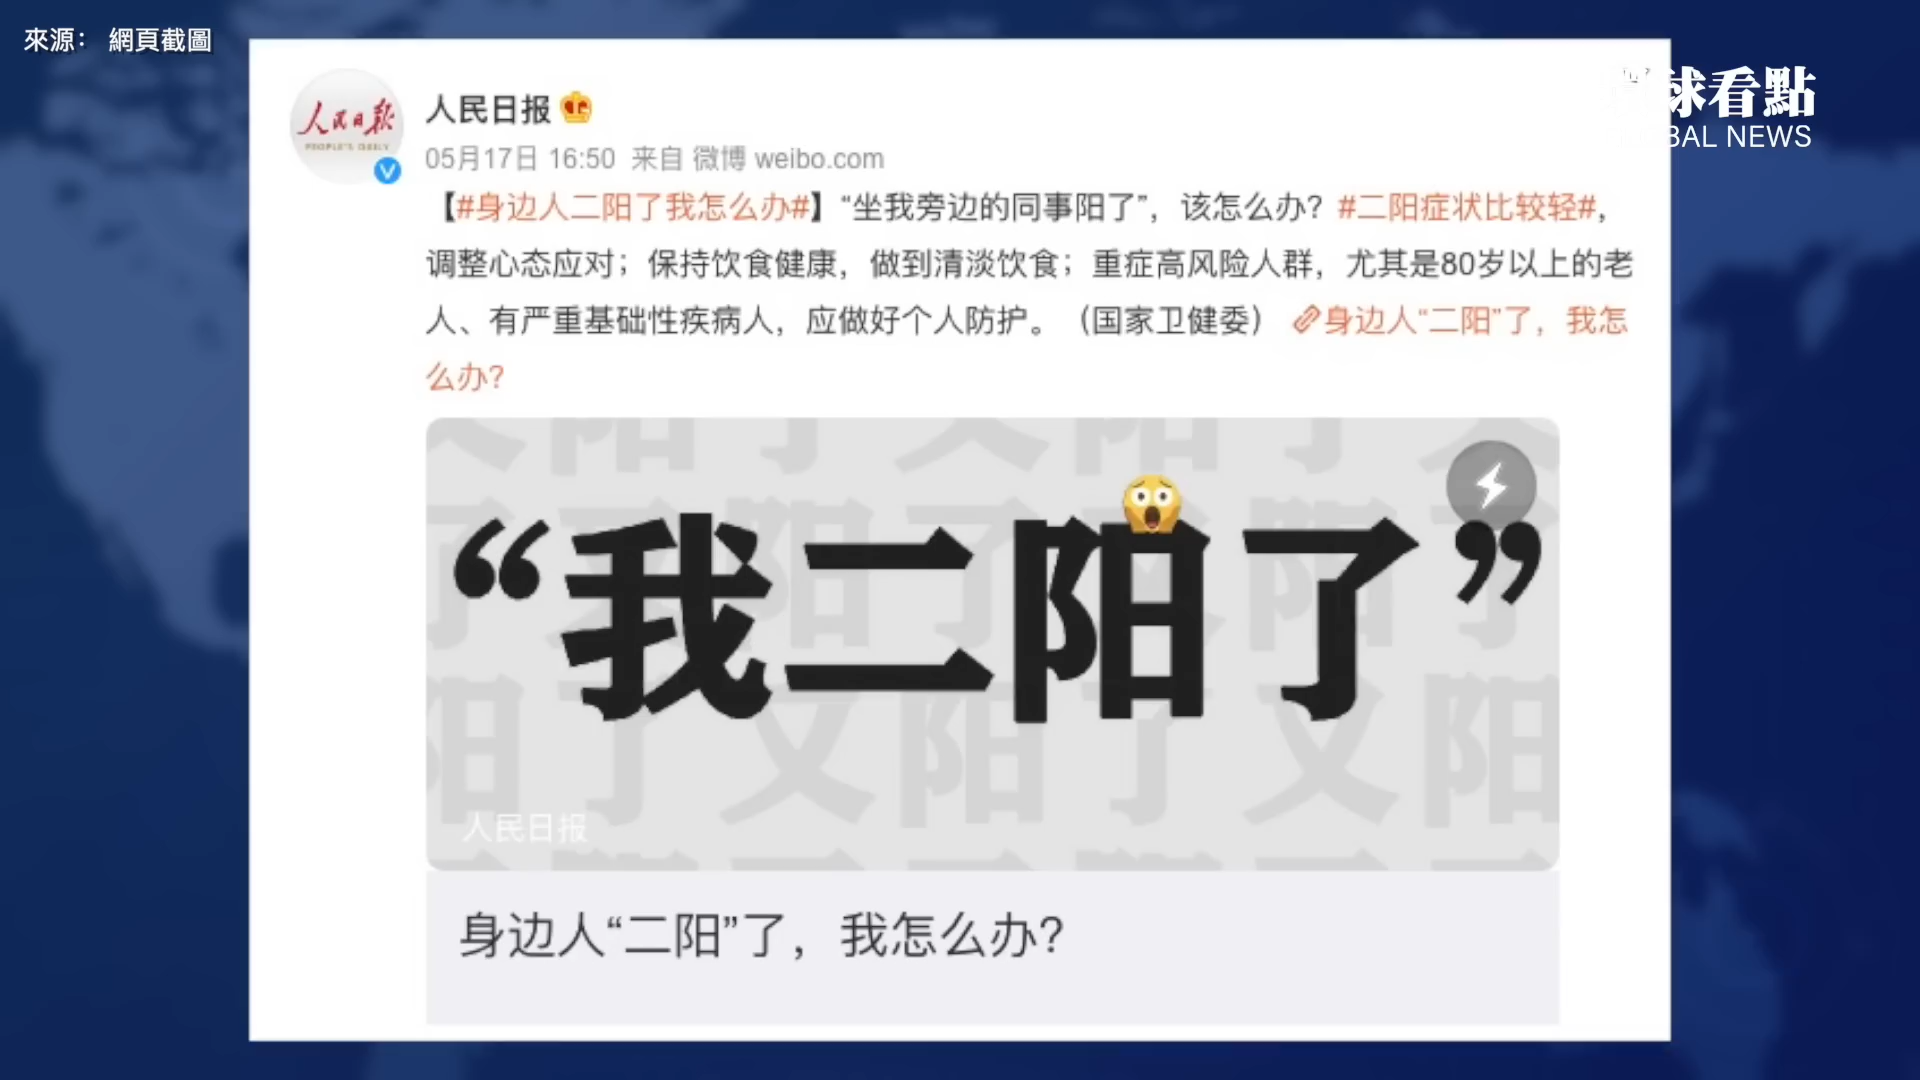 來源： 網頁截圖
球看點
BAL NEWS
人民日报
PEOPLE'S DAILY
人民日报
05月17日 16:50 来自 微博 weibo.com
【#身边人二阳了我怎么办#】“坐我旁边的同事阳了”，该怎么办？#二阳症状比较轻#，
调整心态应对；保持饮食健康，做到清淡饮食；重症高风险人群，尤其是80岁以上的老
人、有严重基础性疾病人，应做好个人防护。（国家卫健委） 身边人“二阳”了，我怎
么办？
“我二阳了”
人民日报
身边人“二阳”了，我怎么办？